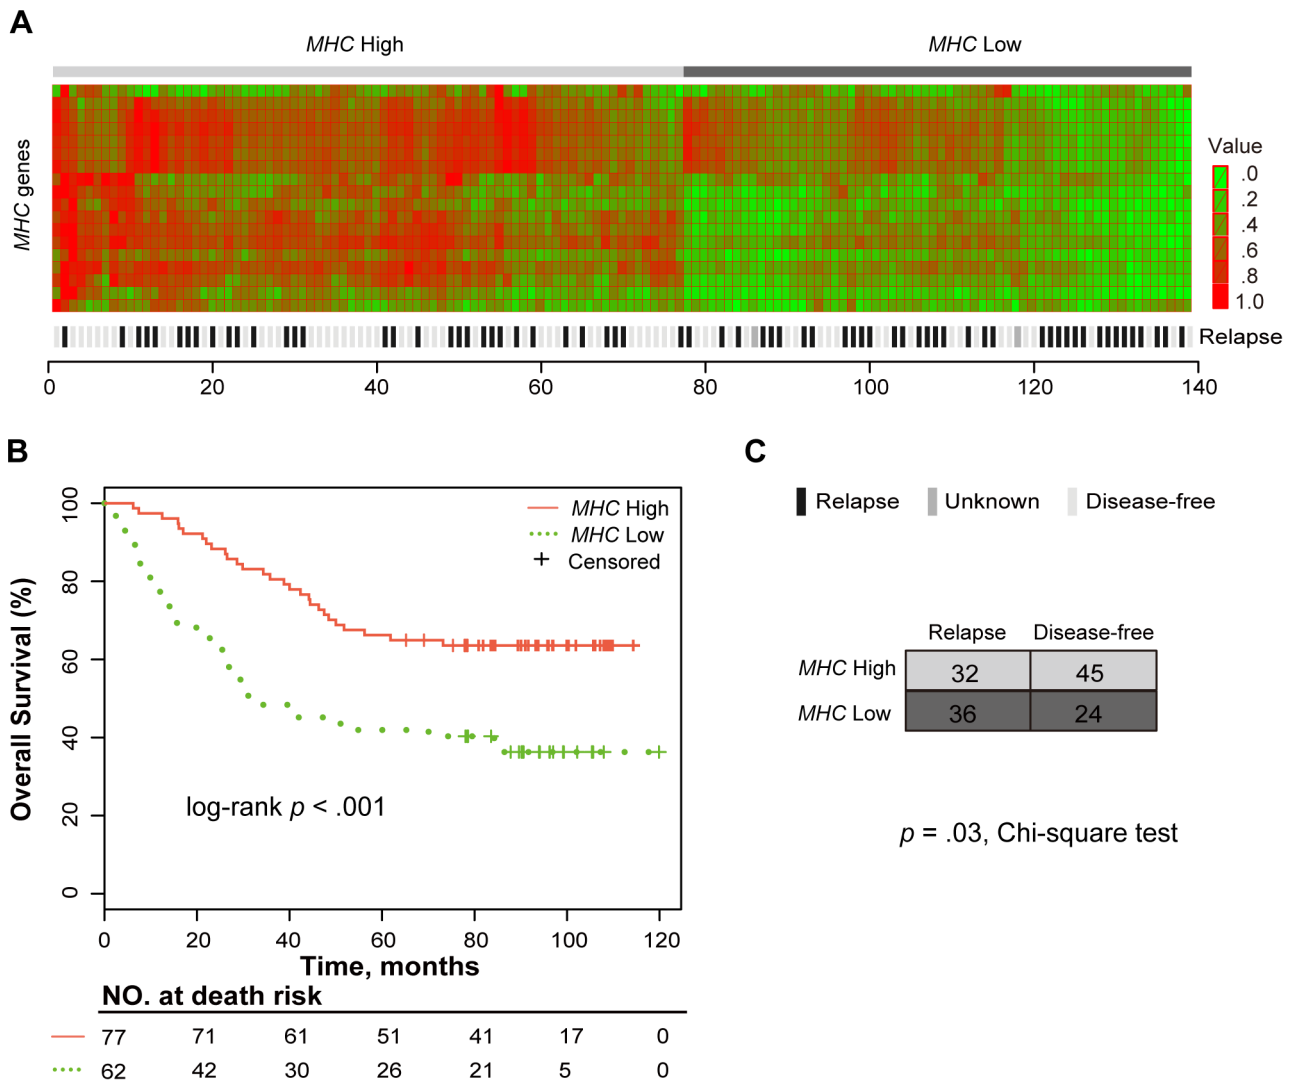 A
MHC High
MHC Low
MHC genes
Value
.0
.2
.4
.6
.8
1.0
Relapse
0 20 40 60 80 100 120 140
B
C
100
80
60
40
20
0
Overall Survival (%)
MHC High
MHC Low
Censored
log-rank p < .001
0 20 40 60 80 100 120
Time, months
NO. at death risk
77 71 61 51 41 17 0
62 42 30 26 21 5 0
Relapse Unknown Disease-free
Relapse Disease-free
MHC High 32 45
MHC Low 36 24
p = .03, Chi-square test